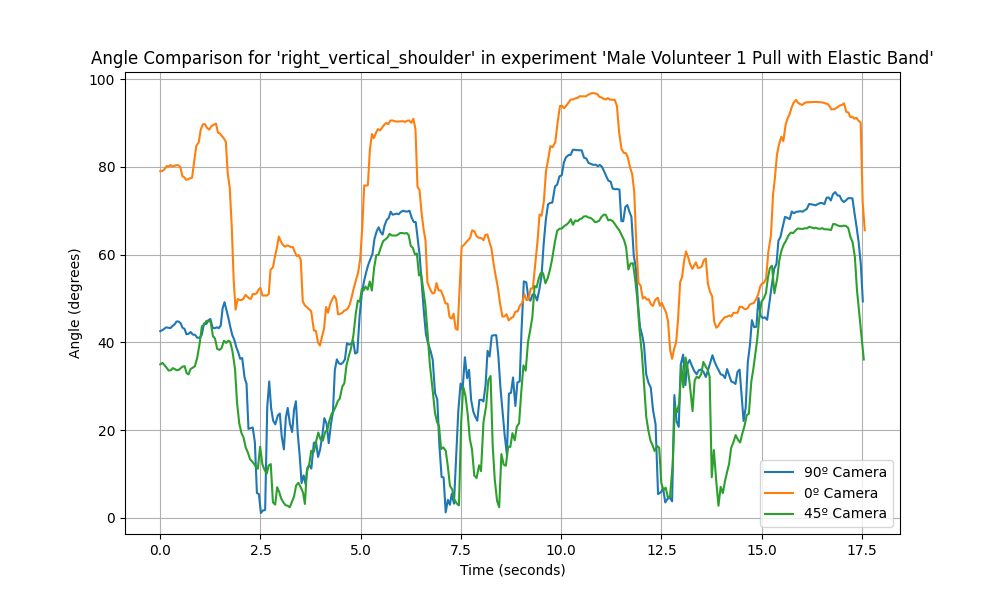 Angle Comparison for 'right_vertical_shoulder' in experiment 'Male Volunteer 1 Pull with Elastic Band'
100
80
60
40
20
0
Angle (degrees)
0.0 2.5 5.0 7.5 10.0 12.5 15.0 17.5
Time (seconds)
90º Camera
0º Camera
45º Camera